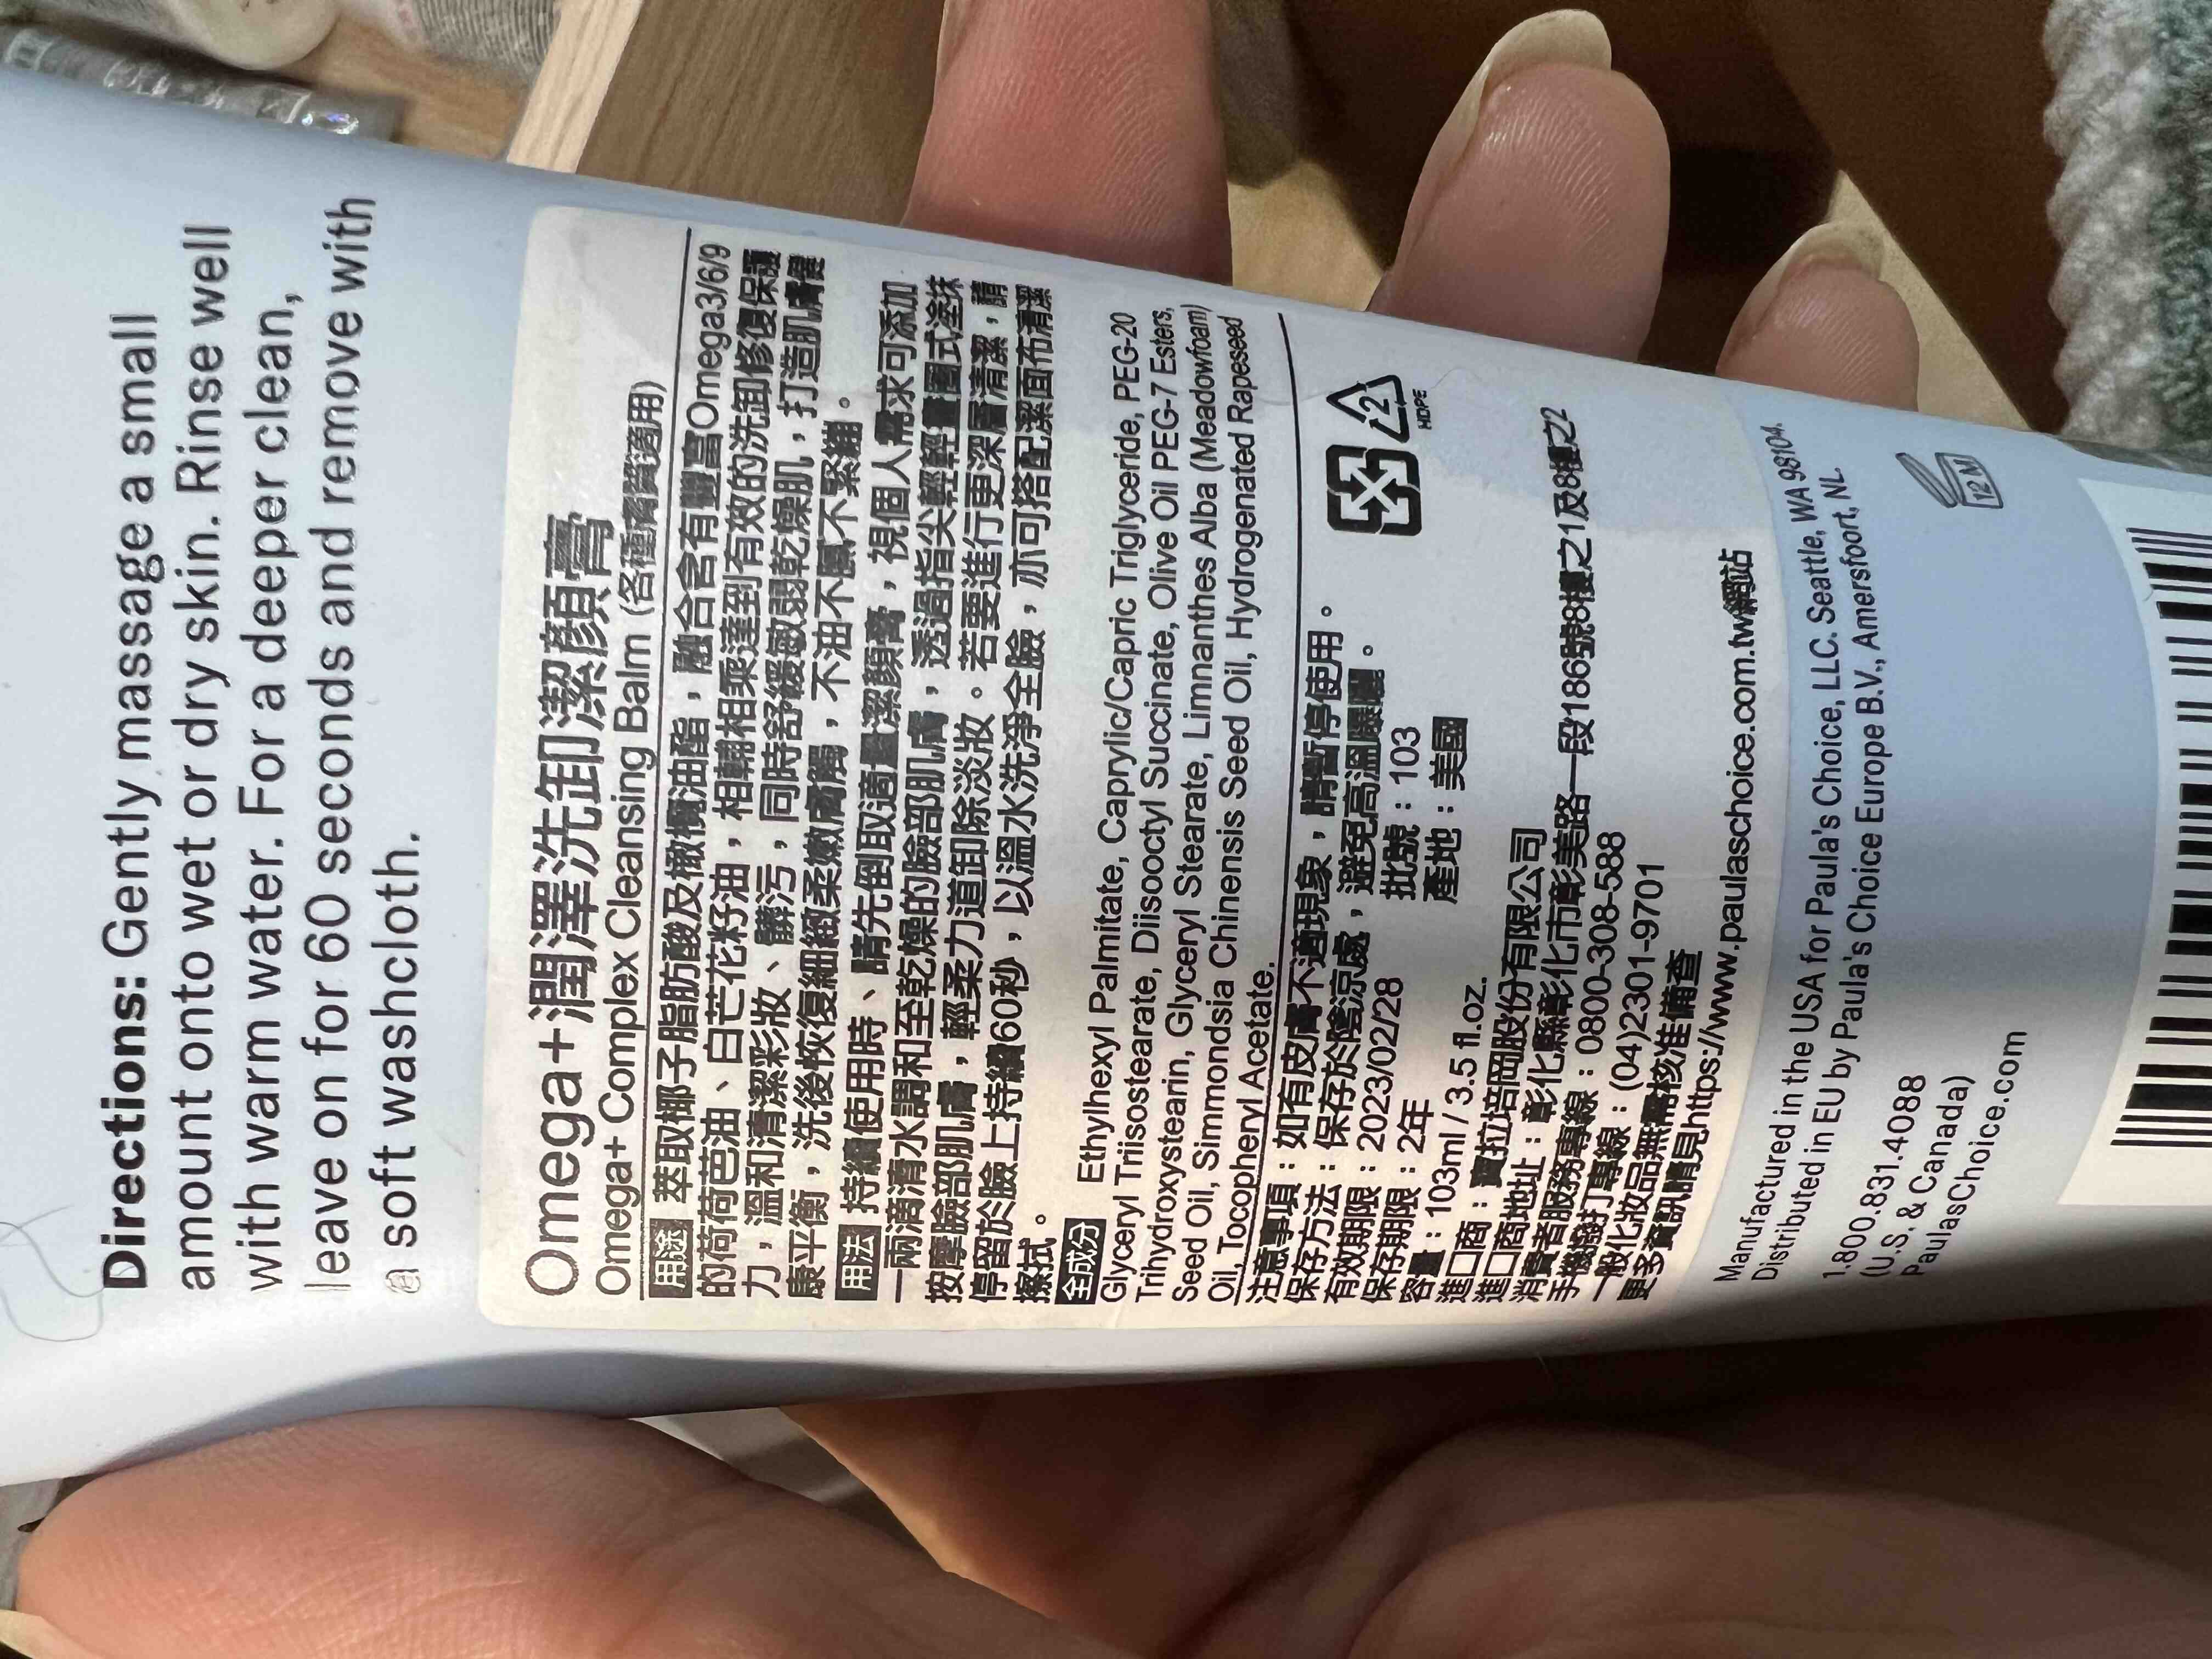 Directions: Gently massage a small
amount onto wet or dry skin. Rinse well
with warm water. For a deeper clean,
leave on for 60 seconds and remove with
a soft washcloth.
Omega+潤澤洗卸潔顏膏
Omega+ Complex Cleansing Balm (各種膚質適用)
用途 萃取椰子脂肪酸及橄欖油酯，融合含有豐富Omega3/6/9
的荷荷芭油、白芒花籽油，相輔相乘達到有效的洗卸修復保護
力，溫和清潔彩妝、髒污，同時舒緩敏弱乾燥肌，打造肌膚健
康平衡，洗後恢復細緻柔嫩膚觸，不油不膩不緊繃。
用法 持續使用時、請先倒取適量潔顏膏，視個人需求可添加
一兩滴清水調和至乾燥的臉部肌膚，透過指尖輕輕畫圈式塗抹
按摩臉部肌膚，輕柔力道卸除淡妝。若要進行更深層清潔，請
停留於臉上持續60秒，以溫水洗淨全臉，亦可搭配潔面布清潔
擦拭。
全成分 Ethylhexyl Palmitate, Caprylic/Capric Triglyceride, PEG-20
Glyceryl Triisostearate, Diisooctyl Succinate, Olive Oil PEG-7 Esters,
Trihydroxystearin, Glyceryl Stearate, Limnanthes Alba (Meadowfoam)
Seed Oil, Simmondsia Chinensis Seed Oil, Hydrogenated Rapeseed
Oil, Tocopheryl Acetate.
注意事項：如有皮膚不適現象，請暫停使用。
保存方法：保存於陰涼處，避免高溫曝曬。
有效期限：2023/02/28 批號：103
保存期限：2年 產地：美國
容量：103ml / 3.5 fl.oz.
進口商：寶拉培岡股份有限公司
進口商地址：彰化縣彰化市彰美路一段186號8樓之21及8樓之22
消費者服務專線：0800-308-588
手機撥打專線：(04)2301-9701
一般化妝品無需核准備查
更多資訊請見https://www.paulaschoice.com.tw網站
2
HDPE
Manufactured in the USA for Paula's Choice, LLC. Seattle, WA 98104.
Distributed in EU by Paula's Choice Europe B.V., Amersfoort, NL.
1.800.831.4088
(U.S. & Canada)
PaulasChoice.com
12 M